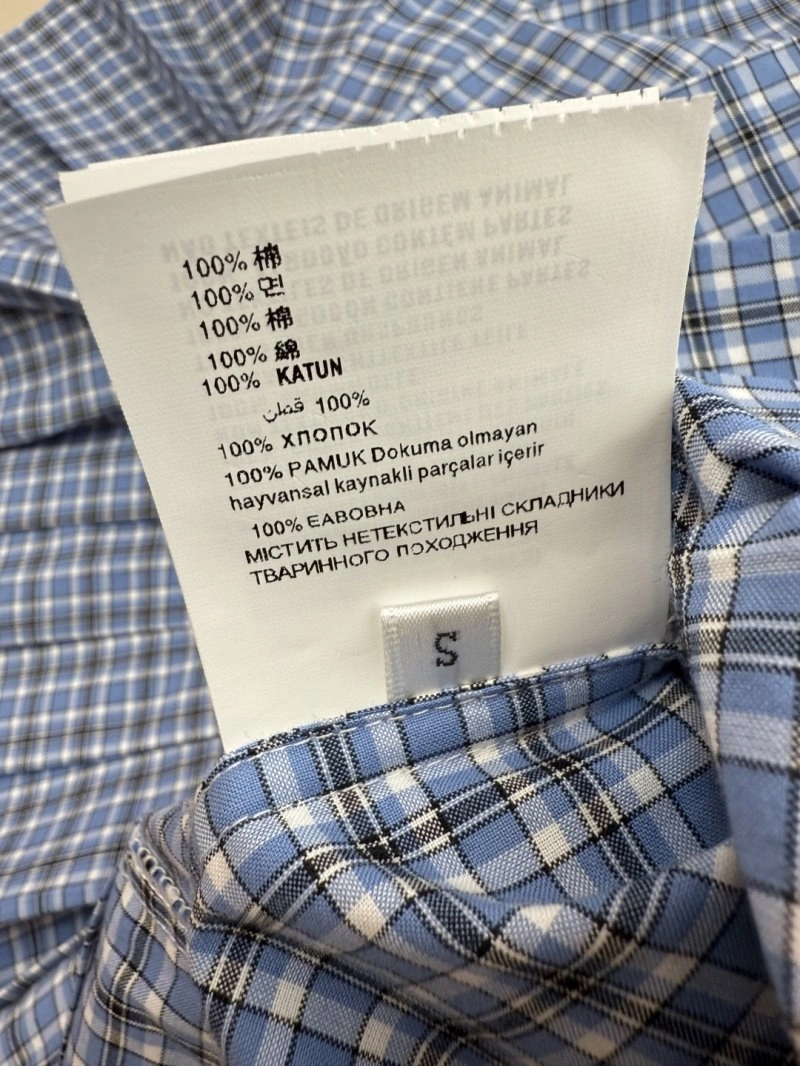 100% 棉
100% 면
100% 棉
100% 綿
100% KATUN
قطن 100%
100% ХЛОПОК
100% PAMUK Dokuma olmayan
hayvansal kaynakli parçalar içerir
100% ЕАВОВНА
МІСТИТЬ НЕТЕКСТИЛЬНІ СКЛАДНИКИ
ТВАРИННОГО ПОХОДЖЕННЯ
S